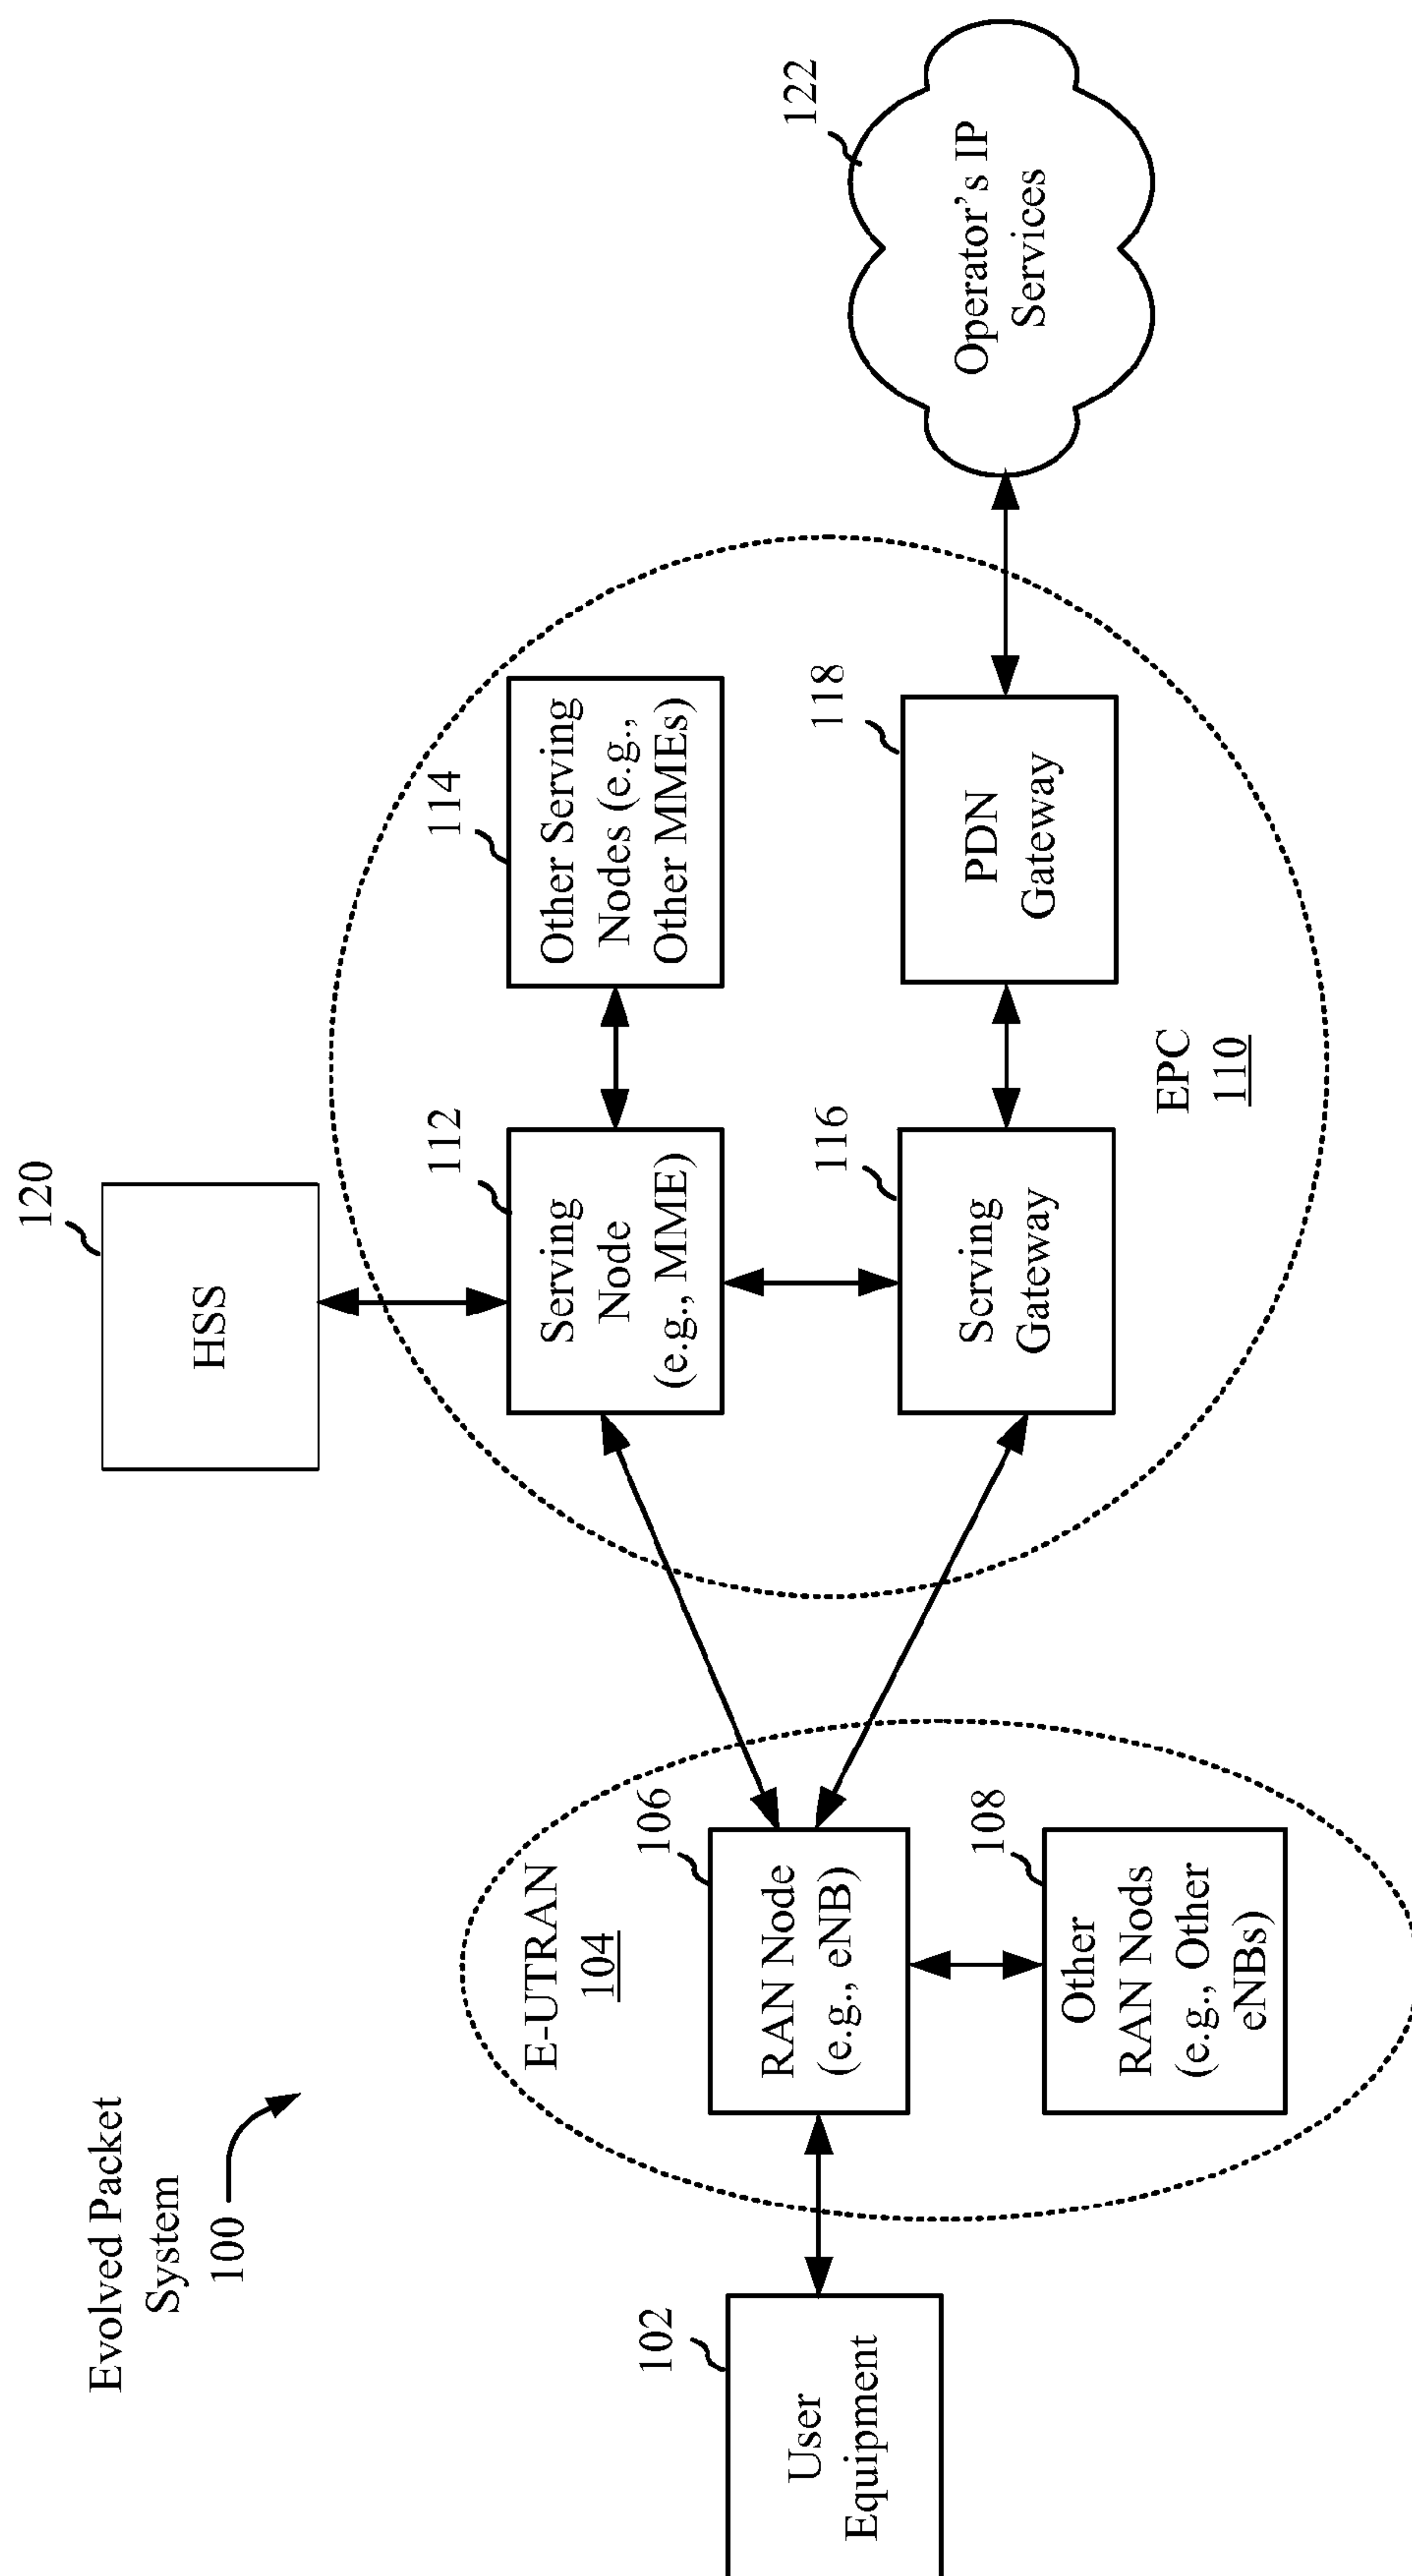 Evolved Packet
System
100
120
HSS
E-UTRAN
104
102
User
Equipment
106
RAN Node
(e.g., eNB)
108
Other
RAN Nods
(e.g., Other
eNBs)
112
Serving
Node
(e.g., MME)
114
Other Serving
Nodes (e.g.,
Other MMEs)
116
Serving
Gateway
118
PDN
Gateway
EPC
110
122
Operator's IP
Services